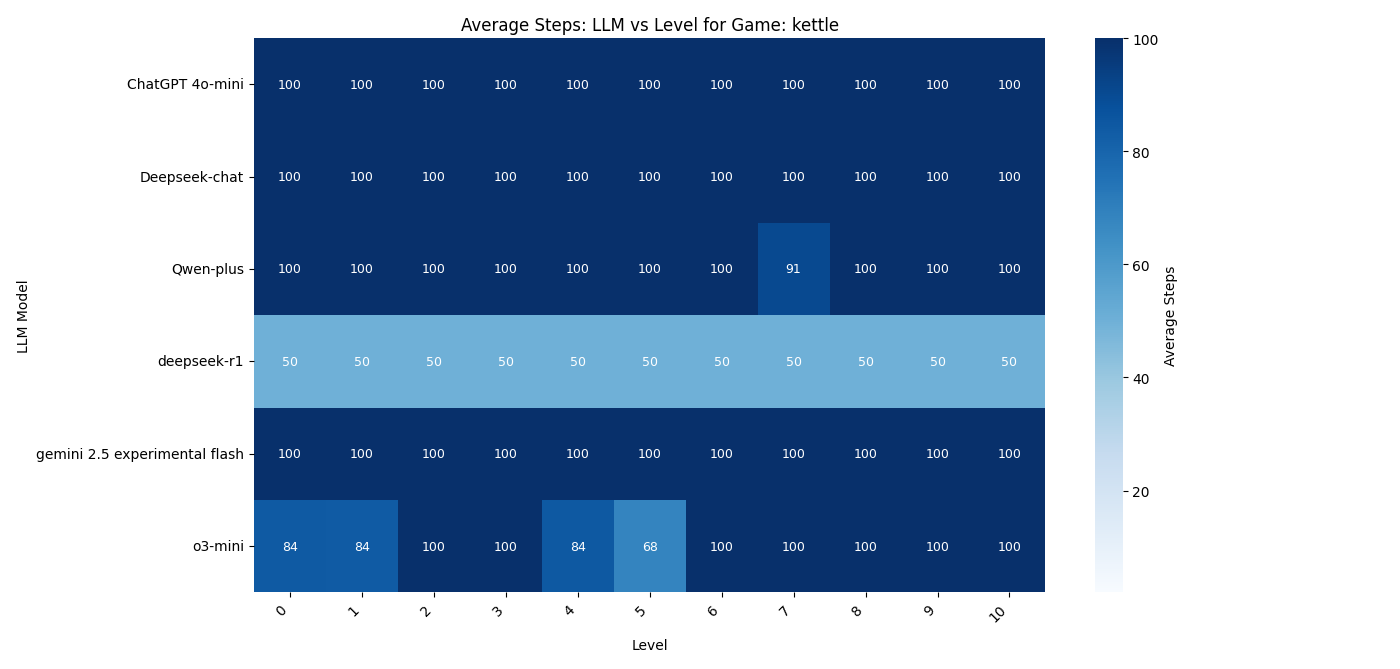 Average Steps: LLM vs Level for Game: kettle
ChatGPT 4o-mini 100 100 100 100 100 100 100 100 100 100 100
Deepseek-chat 100 100 100 100 100 100 100 100 100 100 100
Qwen-plus 100 100 100 100 100 100 100 91 100 100 100
deepseek-r1 50 50 50 50 50 50 50 50 50 50 50
gemini 2.5 experimental flash 100 100 100 100 100 100 100 100 100 100 100
o3-mini 84 84 100 100 84 68 100 100 100 100 100
0 1 2 3 4 5 6 7 8 9 10
Level
LLM Model
100
80
60
40
20
Average Steps